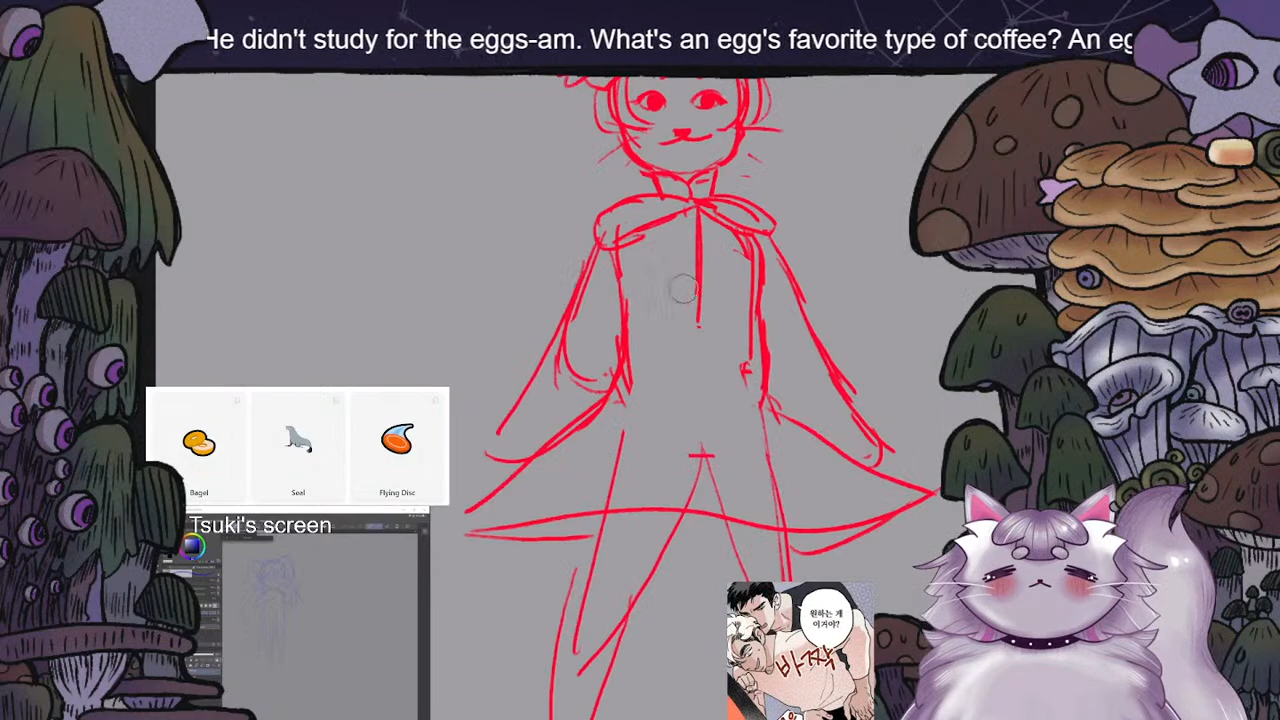 He didn't study for the eggs-am. What's an egg's favorite type of coffee? An eg
Bagel
Seal
Flying Disc
Tsuki's screen
원하는 게
이거야?
바짝